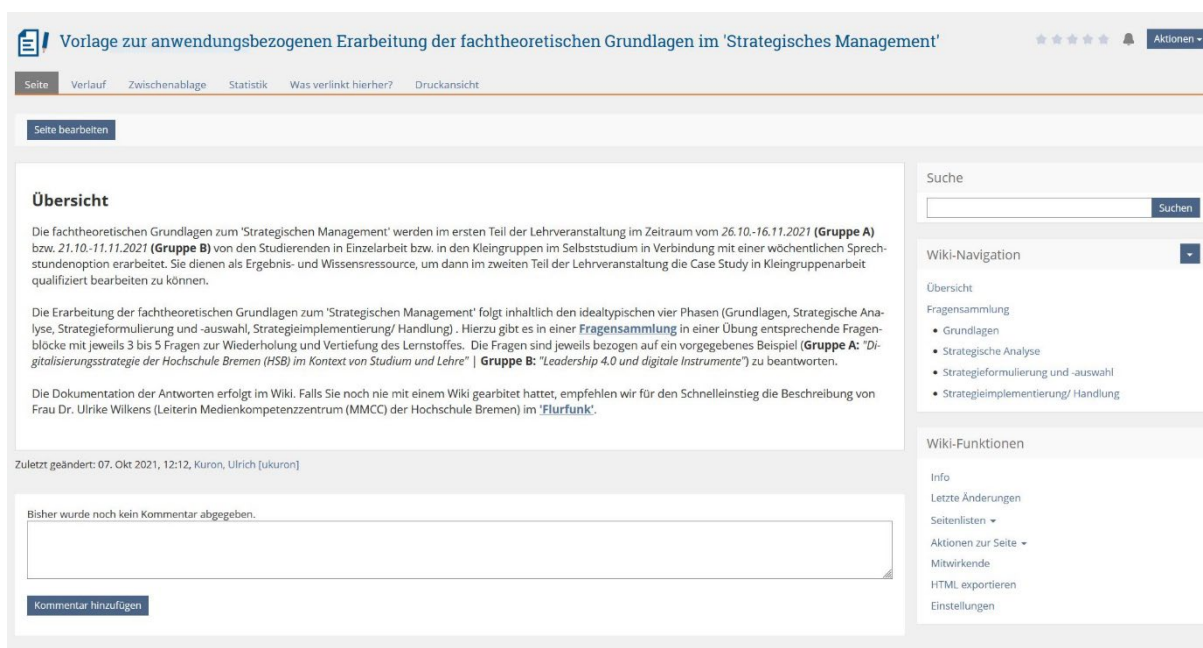 Vorlage zur anwendungsbezogenen Erarbeitung der fachtheoretischen Grundlagen im 'Strategisches Management'
Aktionen
Seite Verlauf Zwischenablage Statistik Was verlinkt hierher? Druckansicht
Seite bearbeiten
Übersicht
Die fachtheoretischen Grundlagen zum 'Strategischen Management' werden im ersten Teil der Lehrveranstaltung im Zeitraum vom 26.10.-16.11.2021 (Gruppe A)
bzw. 21.10.-11.11.2021 (Gruppe B) von den Studierenden in Einzelarbeit bzw. in den Kleingruppen im Selbststudium in Verbindung mit einer wöchentlichen Sprech-
stundenoption erarbeitet. Sie dienen als Ergebnis- und Wissensressource, um dann im zweiten Teil der Lehrveranstaltung die Case Study in Kleingruppenarbeit
qualifiziert bearbeiten zu können.
Die Erarbeitung der fachtheoretischen Grundlagen zum 'Strategischen Management' folgt inhaltlich den idealtypischen vier Phasen (Grundlagen, Strategische Ana-
lyse, Strategieformulierung und -auswahl, Strategieimplementierung/ Handlung) . Hierzu gibt es in einer Fragensammlung in einer Übung entsprechende Fragen-
blöcke mit jeweils 3 bis 5 Fragen zur Wiederholung und Vertiefung des Lernstoffes. Die Fragen sind jeweils bezogen auf ein vorgegebenes Beispiel (Gruppe A: "Di-
gitalisierungsstrategie der Hochschule Bremen (HSB) im Kontext von Studium und Lehre" | Gruppe B: "Leadership 4.0 und digitale Instrumente") zu beantworten.
Die Dokumentation der Antworten erfolgt im Wiki. Falls Sie noch nie mit einem Wiki gearbitet hattet, empfehlen wir für den Schnelleinstieg die Beschreibung von
Frau Dr. Ulrike Wilkens (Leiterin Medienkompetenzzentrum (MMCC) der Hochschule Bremen) im 'Flurfunk'.
Zuletzt geändert: 07. Okt 2021, 12:12, Kuron, Ulrich [ukuron]
Bisher wurde noch kein Kommentar abgegeben.
Kommentar hinzufügen
Suche
Suchen
Wiki-Navigation
Übersicht
Fragensammlung
• Grundlagen
• Strategische Analyse
• Strategieformulierung und -auswahl
• Strategieimplementierung/ Handlung
Wiki-Funktionen
Info
Letzte Änderungen
Seitenlisten
Aktionen zur Seite
Mitwirkende
HTML exportieren
Einstellungen